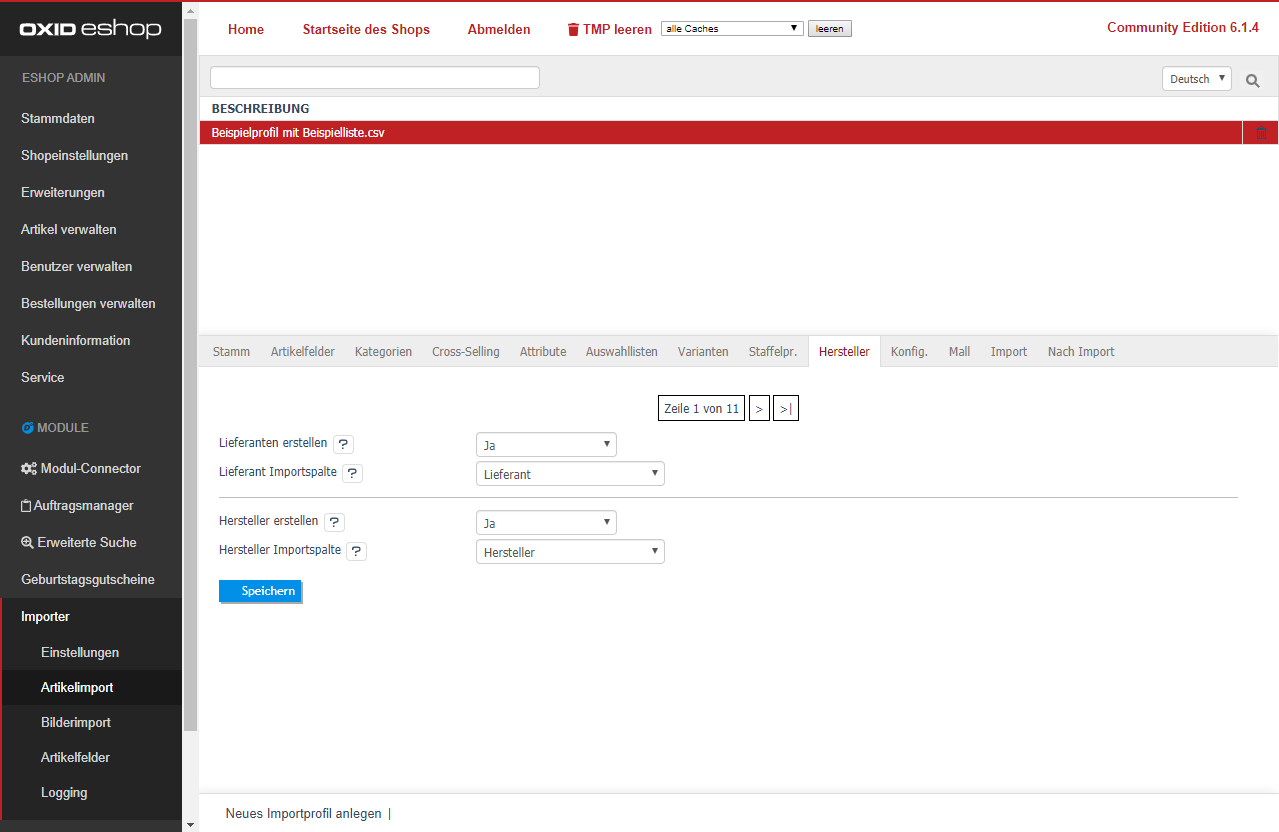 OXID eshop
Home Startseite des Shops Abmelden TMP leeren alle Caches leeren Community Edition 6.1.4
ESHOP ADMIN
Stammdaten
Shopeinstellungen
Erweiterungen
Artikel verwalten
Benutzer verwalten
Bestellungen verwalten
Kundeninformation
Service
MODULE
Modul-Connector
Auftragsmanager
Erweiterte Suche
Geburtstagsgutscheine
Importer
Einstellungen
Artikelimport
Bilderimport
Artikelfelder
Logging
Deutsch
BESCHREIBUNG
Beispielprofil mit Beispielliste.csv
Stamm Artikelfelder Kategorien Cross-Selling Attribute Auswahllisten Varianten Staffelpr. Hersteller Konfig. Mall Import Nach Import
Zeile 1 von 11 > >|
Lieferanten erstellen ? Ja
Lieferant Importspalte ? Lieferant
Hersteller erstellen ? Ja
Hersteller Importspalte ? Hersteller
Speichern
Neues Importprofil anlegen |